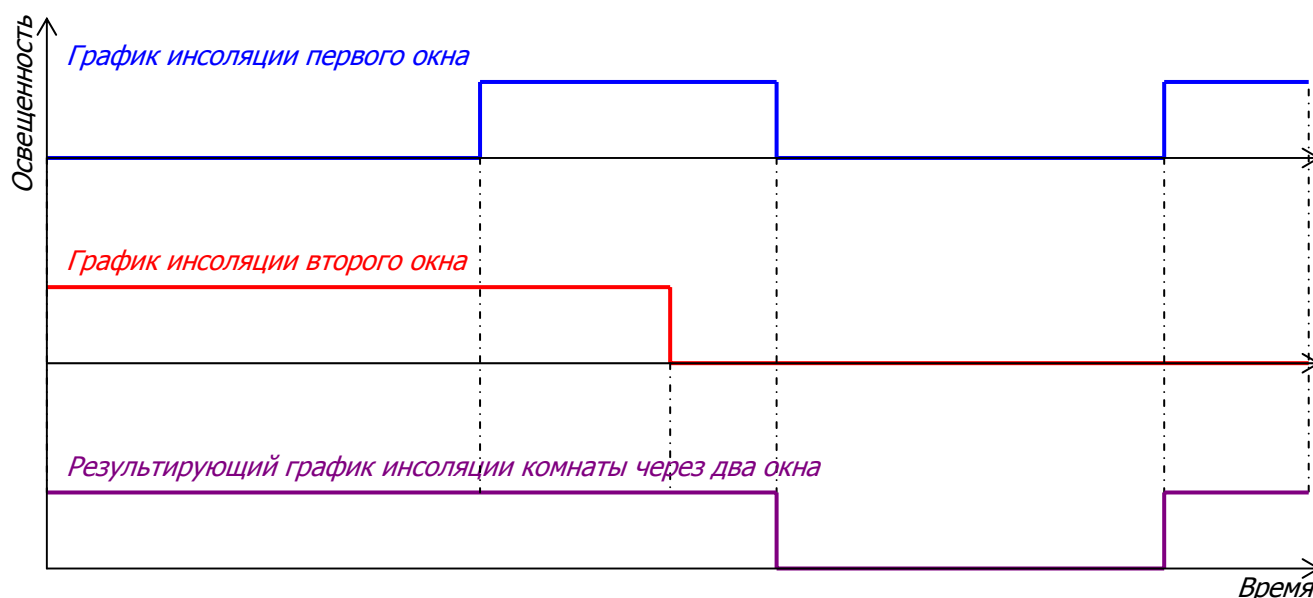 Освещенность
График инсоляции первого окна
График инсоляции второго окна
Результирующий график инсоляции комнаты через два окна
Время